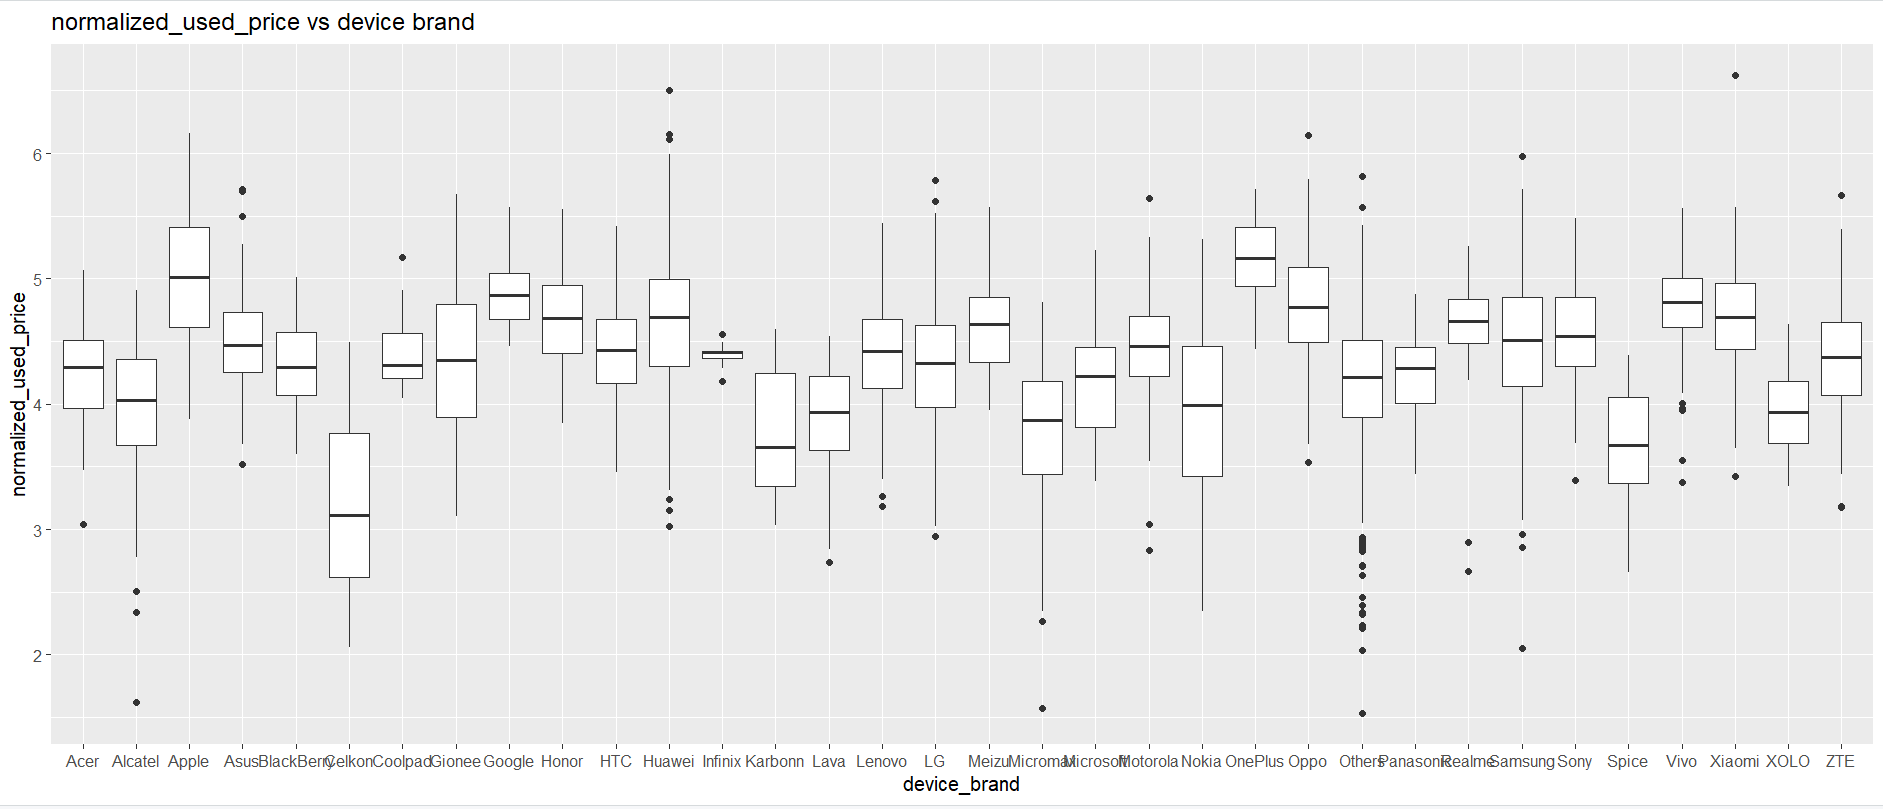 normalized_used_price vs device brand
normalized_used_price
6
5
4
3
2
Acer Alcatel Apple Asus BlackBerry Celkon Coolpad Gionee Google Honor HTC Huawei Infinix Karbonn Lava Lenovo LG Meizu Micromax Microsoft Motorola Nokia OnePlus Oppo Others Panasonic Realme Samsung Sony Spice Vivo Xiaomi XOLO ZTE
device_brand